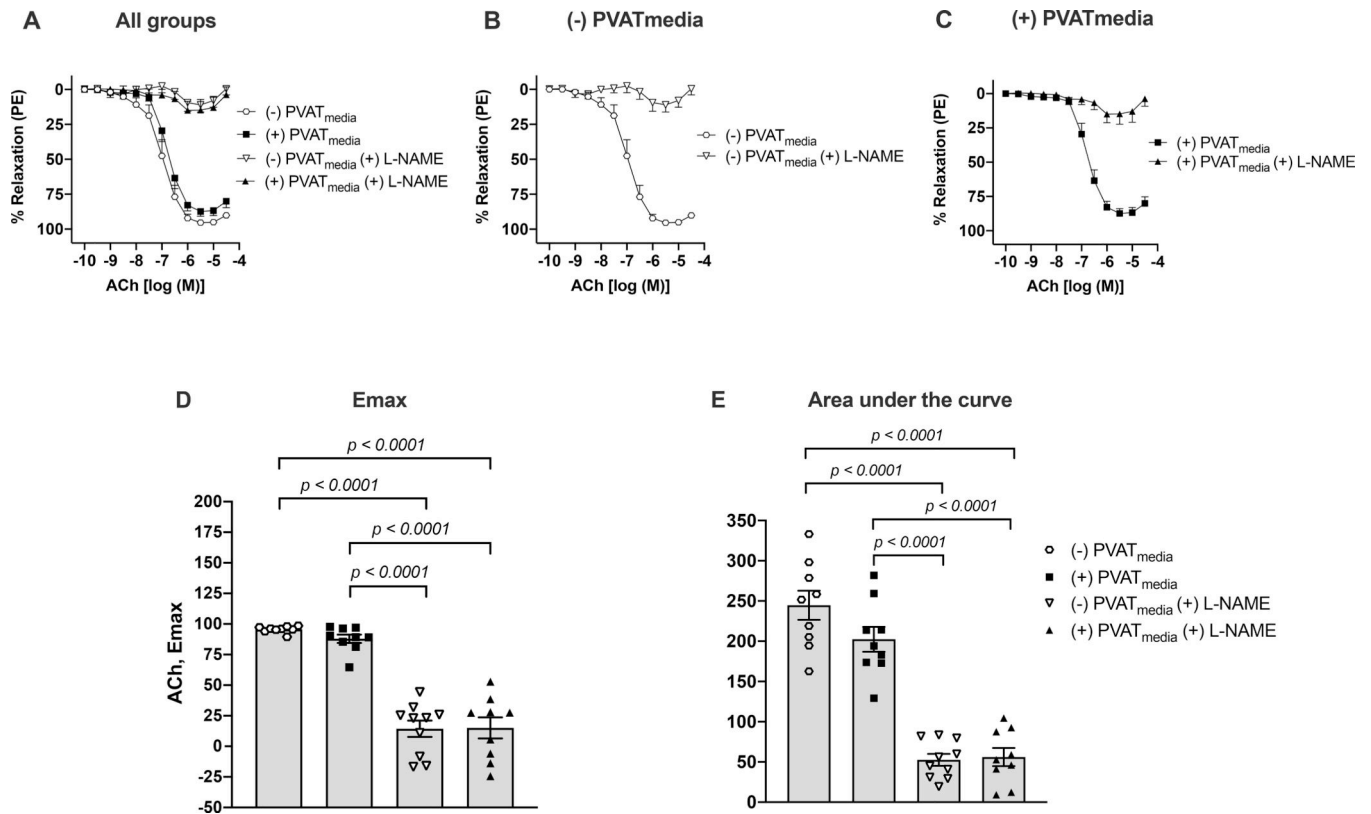 A All groups
% Relaxation (PE)
0
25
50
75
100
-10 -9 -8 -7 -6 -5 -4
ACh [log (M)]
(-) PVATmedia
(+) PVATmedia
(-) PVATmedia (+) L-NAME
(+) PVATmedia (+) L-NAME
B (-) PVATmedia
% Relaxation (PE)
0
25
50
75
100
-10 -9 -8 -7 -6 -5 -4
ACh [log (M)]
(-) PVATmedia
(-) PVATmedia (+) L-NAME
C (+) PVATmedia
% Relaxation (PE)
0
25
50
75
100
-10 -9 -8 -7 -6 -5 -4
ACh [log (M)]
(+) PVATmedia
(+) PVATmedia (+) L-NAME
D Emax
p < 0.0001
p < 0.0001
p < 0.0001
p < 0.0001
ACh, Emax
200
175
150
125
100
75
50
25
0
-25
-50
E Area under the curve
p < 0.0001
p < 0.0001
p < 0.0001
p < 0.0001
350
300
250
200
150
100
50
0
(-) PVATmedia
(+) PVATmedia
(-) PVATmedia (+) L-NAME
(+) PVATmedia (+) L-NAME